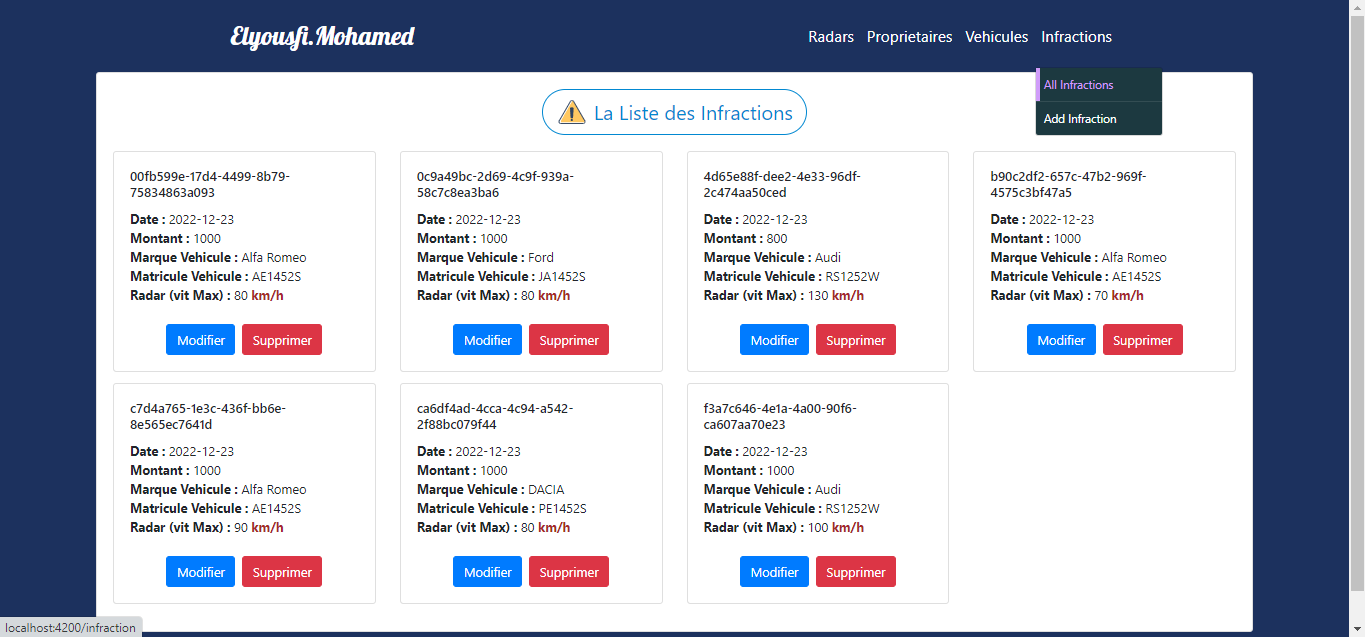 Elyousfi.Mohamed
Radars Proprietaires Vehicules Infractions
All Infractions
Add Infraction
La Liste des Infractions
00fb599e-17d4-4499-8b79-
75834863a093
Date : 2022-12-23
Montant : 1000
Marque Vehicule : Alfa Romeo
Matricule Vehicule : AE1452S
Radar (vit Max) : 80 km/h
Modifier Supprimer
0c9a49bc-2d69-4c9f-939a-
58c7c8ea3ba6
Date : 2022-12-23
Montant : 1000
Marque Vehicule : Ford
Matricule Vehicule : JA1452S
Radar (vit Max) : 80 km/h
Modifier Supprimer
4d65e88f-dee2-4e33-96df-
2c474aa50ced
Date : 2022-12-23
Montant : 800
Marque Vehicule : Audi
Matricule Vehicule : RS1252W
Radar (vit Max) : 130 km/h
Modifier Supprimer
b90c2df2-657c-47b2-969f-
4575c3bf47a5
Date : 2022-12-23
Montant : 1000
Marque Vehicule : Alfa Romeo
Matricule Vehicule : AE1452S
Radar (vit Max) : 70 km/h
Modifier Supprimer
c7d4a765-1e3c-436f-bb6e-
8e565ec7641d
Date : 2022-12-23
Montant : 1000
Marque Vehicule : Alfa Romeo
Matricule Vehicule : AE1452S
Radar (vit Max) : 90 km/h
Modifier Supprimer
ca6df4ad-4cca-4c94-a542-
2f88bc079f44
Date : 2022-12-23
Montant : 1000
Marque Vehicule : DACIA
Matricule Vehicule : PE1452S
Radar (vit Max) : 80 km/h
Modifier Supprimer
f3a7c646-4e1a-4a00-90f6-
ca607aa70e23
Date : 2022-12-23
Montant : 1000
Marque Vehicule : Audi
Matricule Vehicule : RS1252W
Radar (vit Max) : 100 km/h
Modifier Supprimer
localhost:4200/infraction